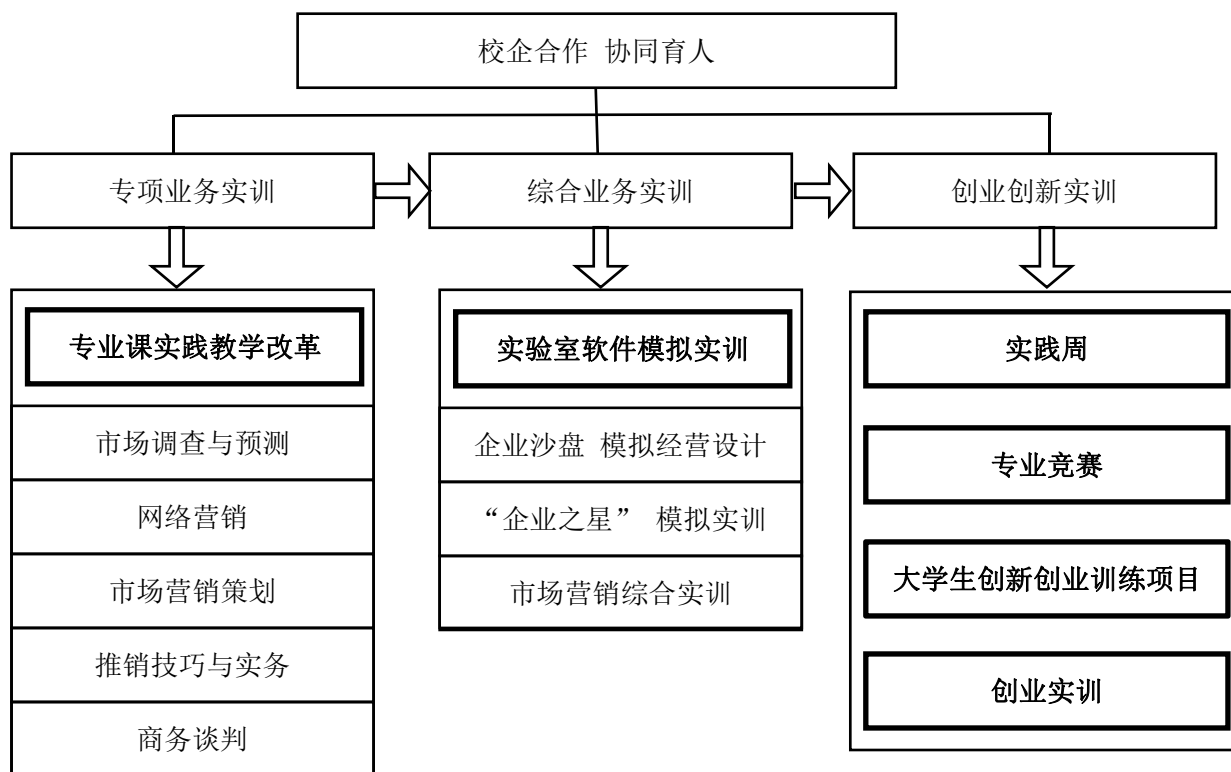 校企合作 协同育人
专项业务实训
综合业务实训
创业创新实训
专业课实践教学改革
市场调查与预测
网络营销
市场营销策划
推销技巧与实务
商务谈判
实验室软件模拟实训
企业沙盘 模拟经营设计
“企业之星” 模拟实训
市场营销综合实训
实践周
专业竞赛
大学生创新创业训练项目
创业实训